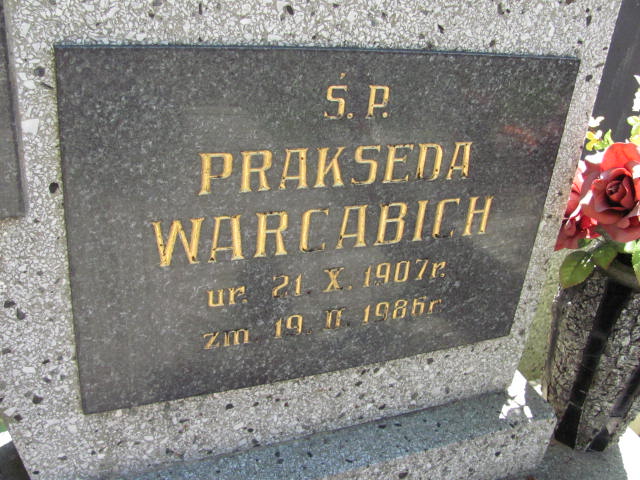 Ś.P.
PRAKSEDA
WARCABICH
ur. 21. X. 1907r.
zm. 19. II. 1986r